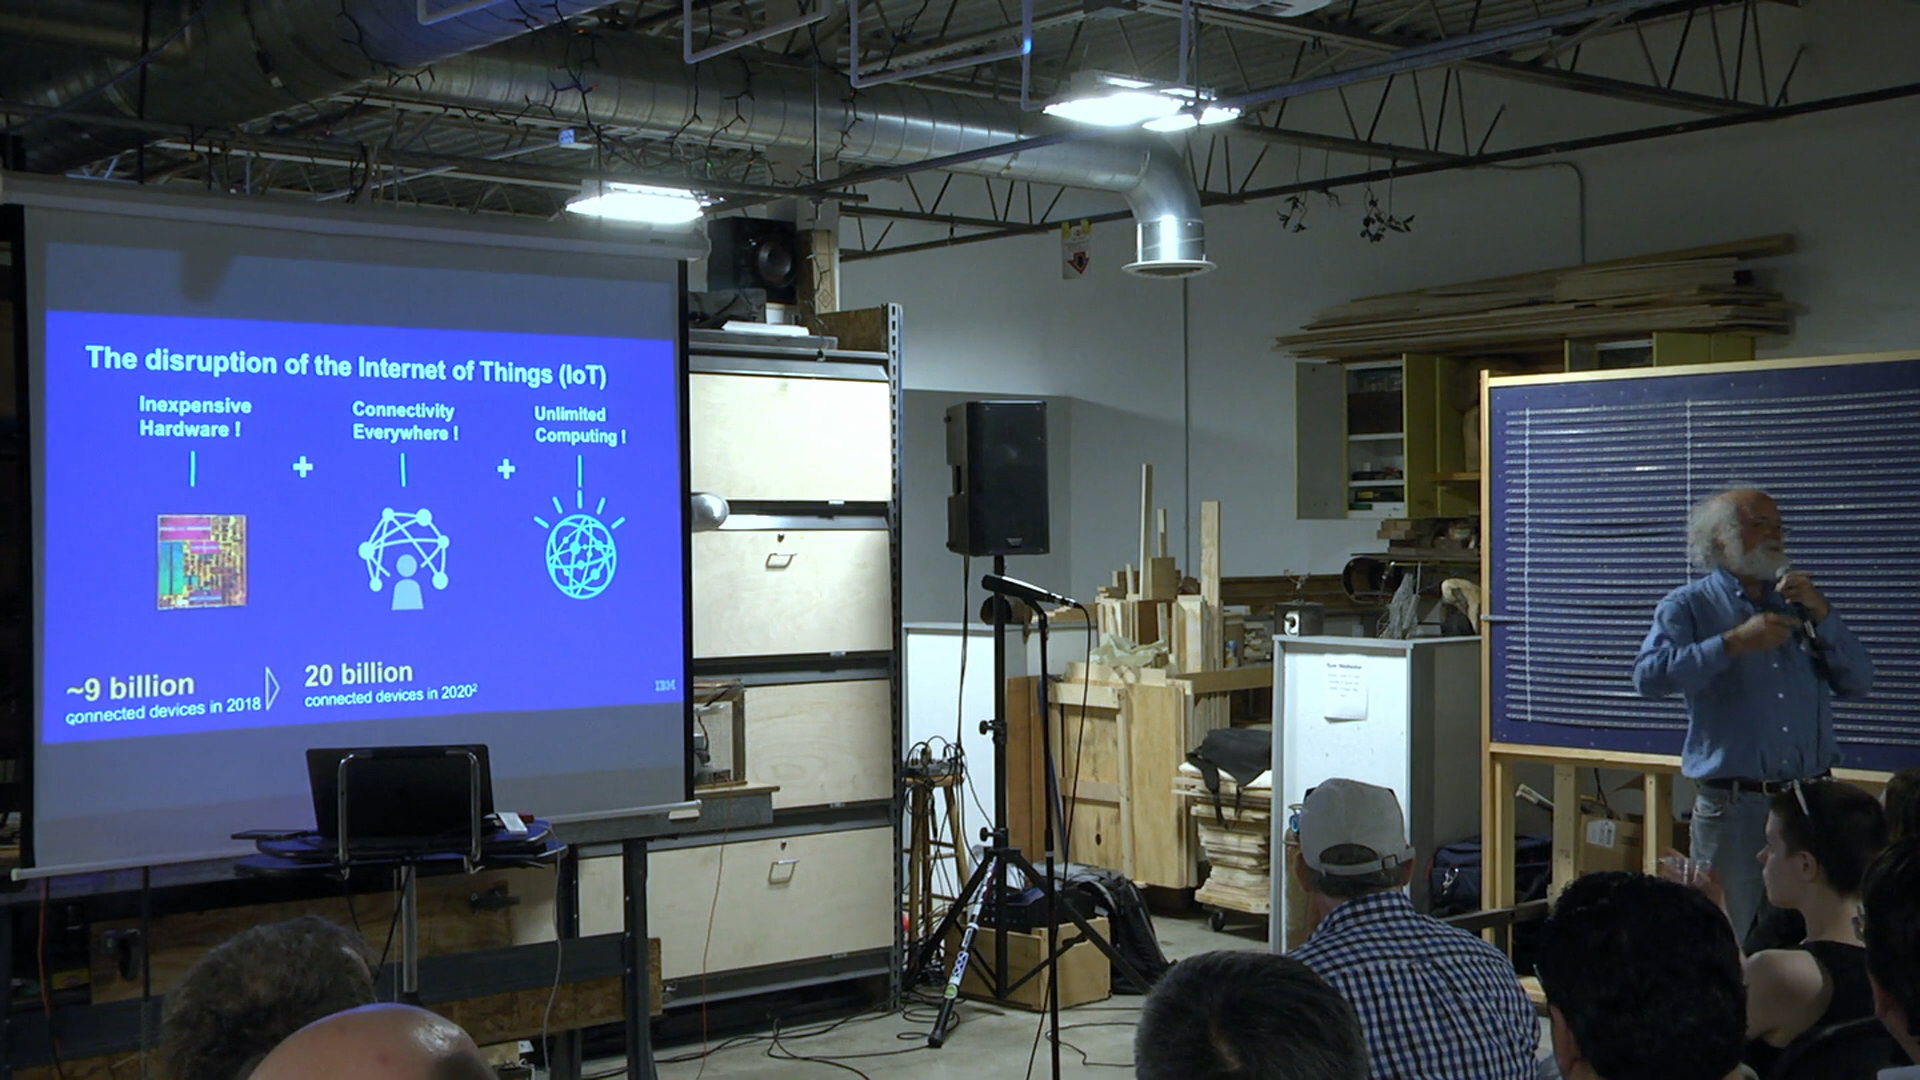 The disruption of the Internet of Things (IoT)
Inexpensive
Hardware !
Connectivity
Everywhere !
Unlimited
Computing !
+
+
~9 billion
connected devices in 2018
20 billion
connected devices in 2020²
IBM